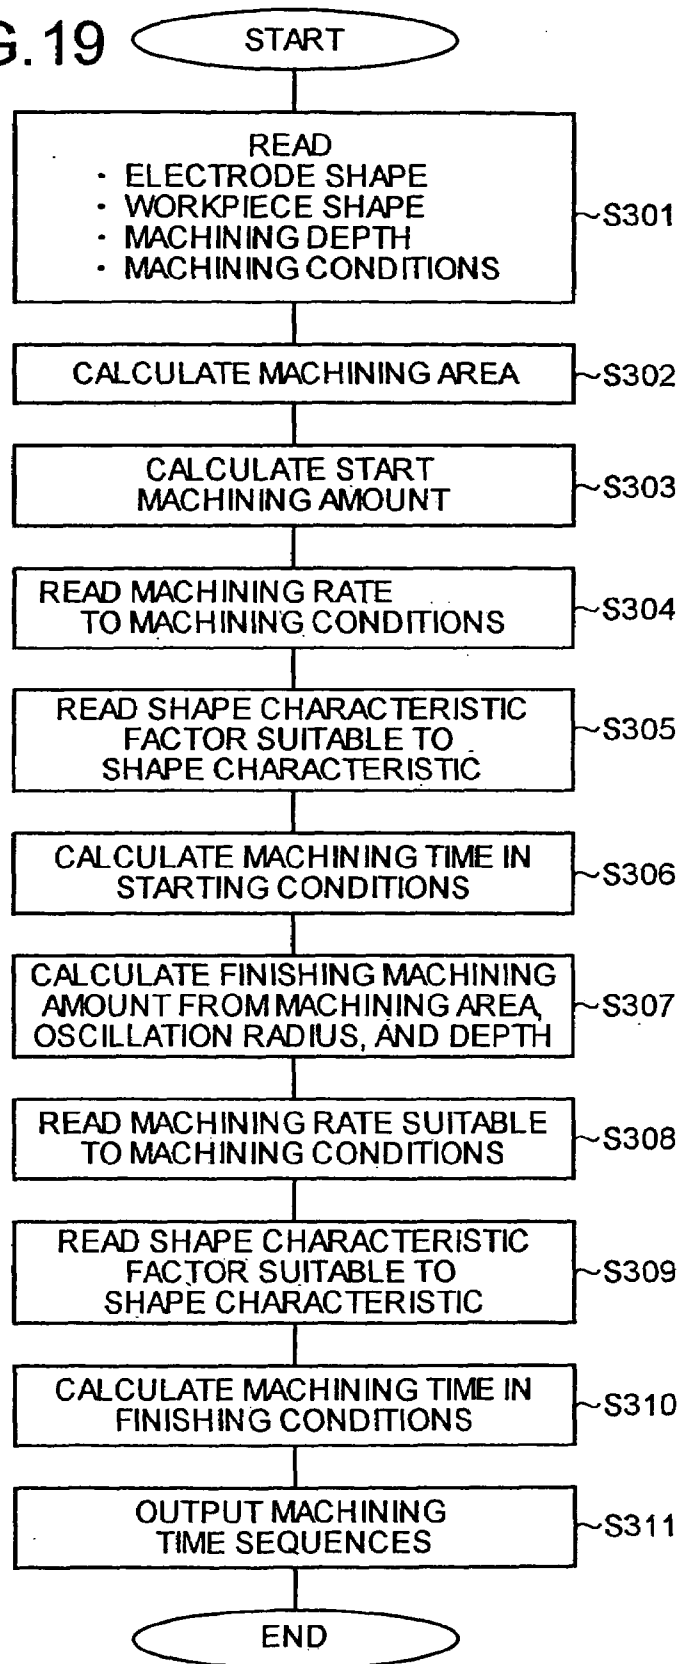 G.19
START
READ
· ELECTRODE SHAPE
· WORKPIECE SHAPE
· MACHINING DEPTH
· MACHINING CONDITIONS
~S301
CALCULATE MACHINING AREA
~S302
CALCULATE START
MACHINING AMOUNT
~S303
READ MACHINING RATE
TO MACHINING CONDITIONS
~S304
READ SHAPE CHARACTERISTIC
FACTOR SUITABLE TO
SHAPE CHARACTERISTIC
~S305
CALCULATE MACHINING TIME IN
STARTING CONDITIONS
~S306
CALCULATE FINISHING MACHINING
AMOUNT FROM MACHINING AREA,
OSCILLATION RADIUS, AND DEPTH
~S307
READ MACHINING RATE SUITABLE
TO MACHINING CONDITIONS
~S308
READ SHAPE CHARACTERISTIC
FACTOR SUITABLE TO
SHAPE CHARACTERISTIC
~S309
CALCULATE MACHINING TIME IN
FINISHING CONDITIONS
~S310
OUTPUT MACHINING
TIME SEQUENCES
~S311
END